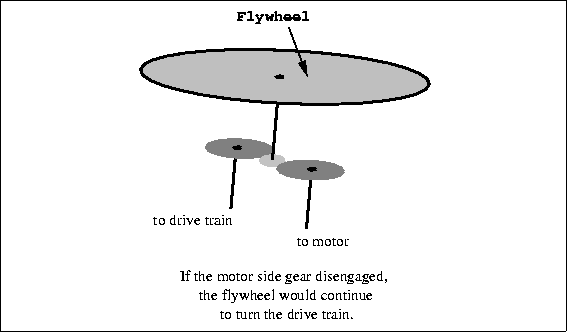 Flywheel
to drive train
to motor
If the motor side gear disengaged,
the flywheel would continue
to turn the drive train.